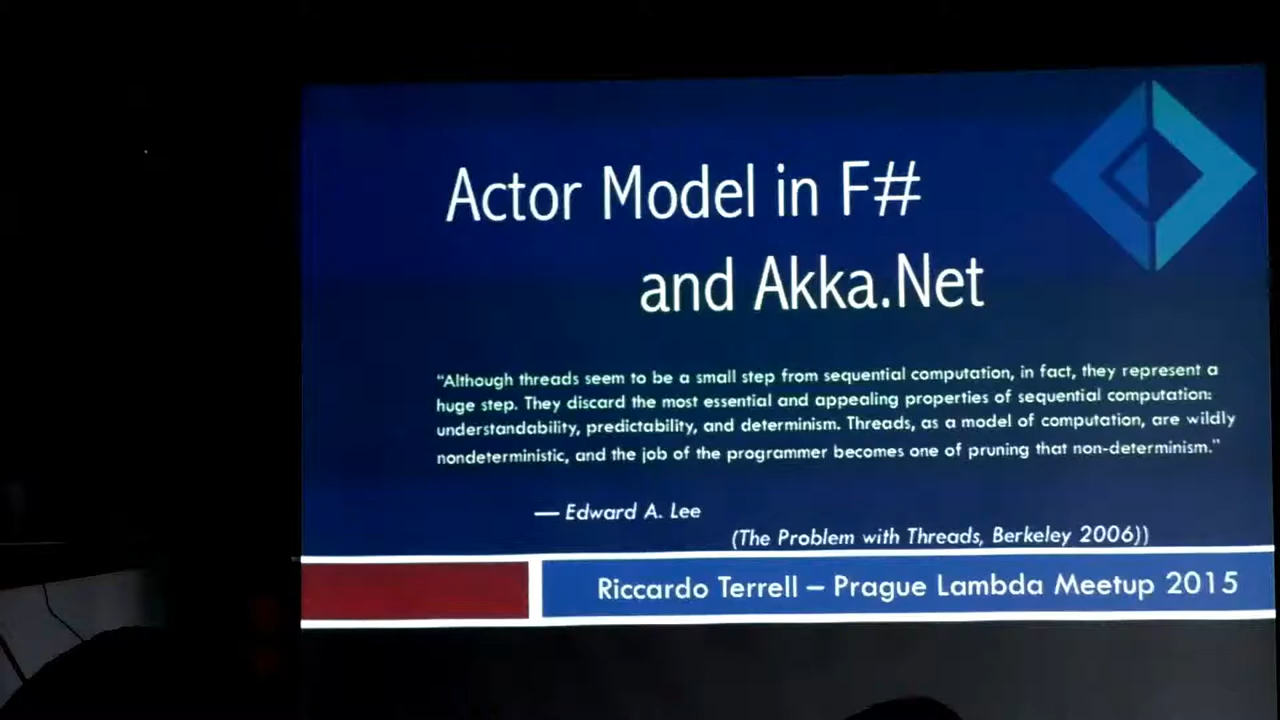 Actor Model in F#
and Akka.Net
“Although threads seem to be a small step from sequential computation, in fact, they represent a
huge step. They discard the most essential and appealing properties of sequential computation:
understandability, predictability, and determinism. Threads, as a model of computation, are wildly
nondeterministic, and the job of the programmer becomes one of pruning that non-determinism.”
— Edward A. Lee
(The Problem with Threads, Berkeley 2006))
Riccardo Terrell – Prague Lambda Meetup 2015